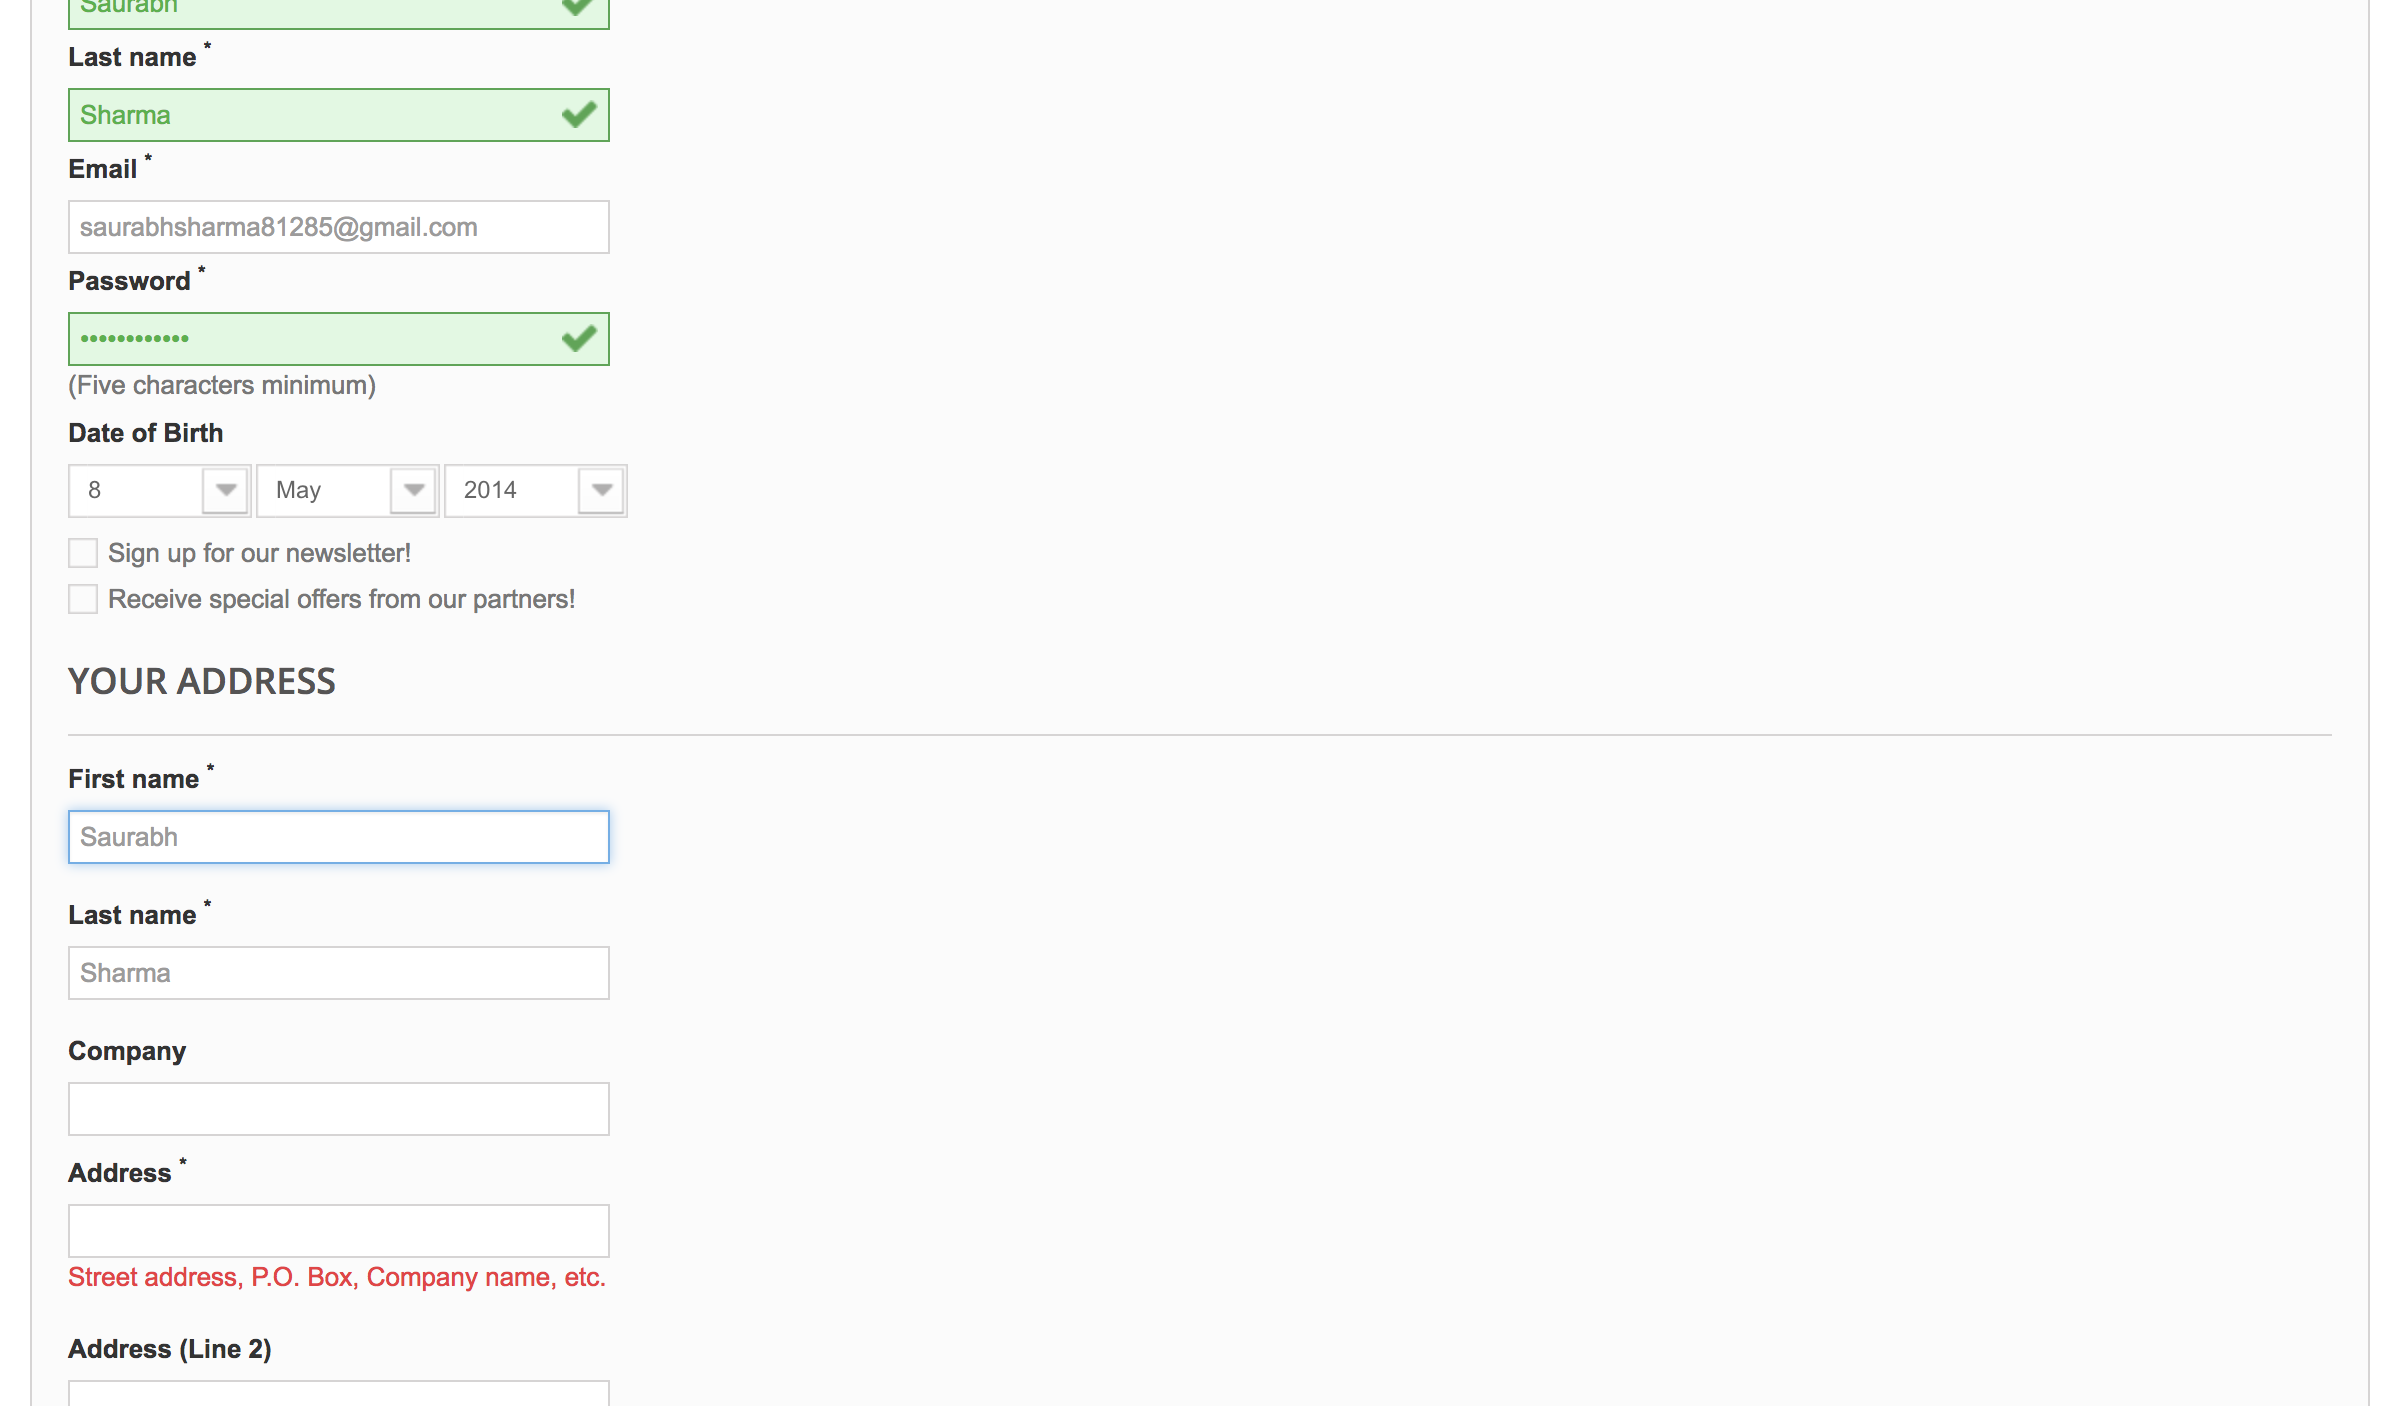 Saurabh
Last name *
Sharma
Email *
saurabhsharma81285@gmail.com
Password *
••••••••••••
(Five characters minimum)
Date of Birth
8 May 2014
Sign up for our newsletter!
Receive special offers from our partners!
YOUR ADDRESS
First name *
Saurabh
Last name *
Sharma
Company
Address *
Street address, P.O. Box, Company name, etc.
Address (Line 2)